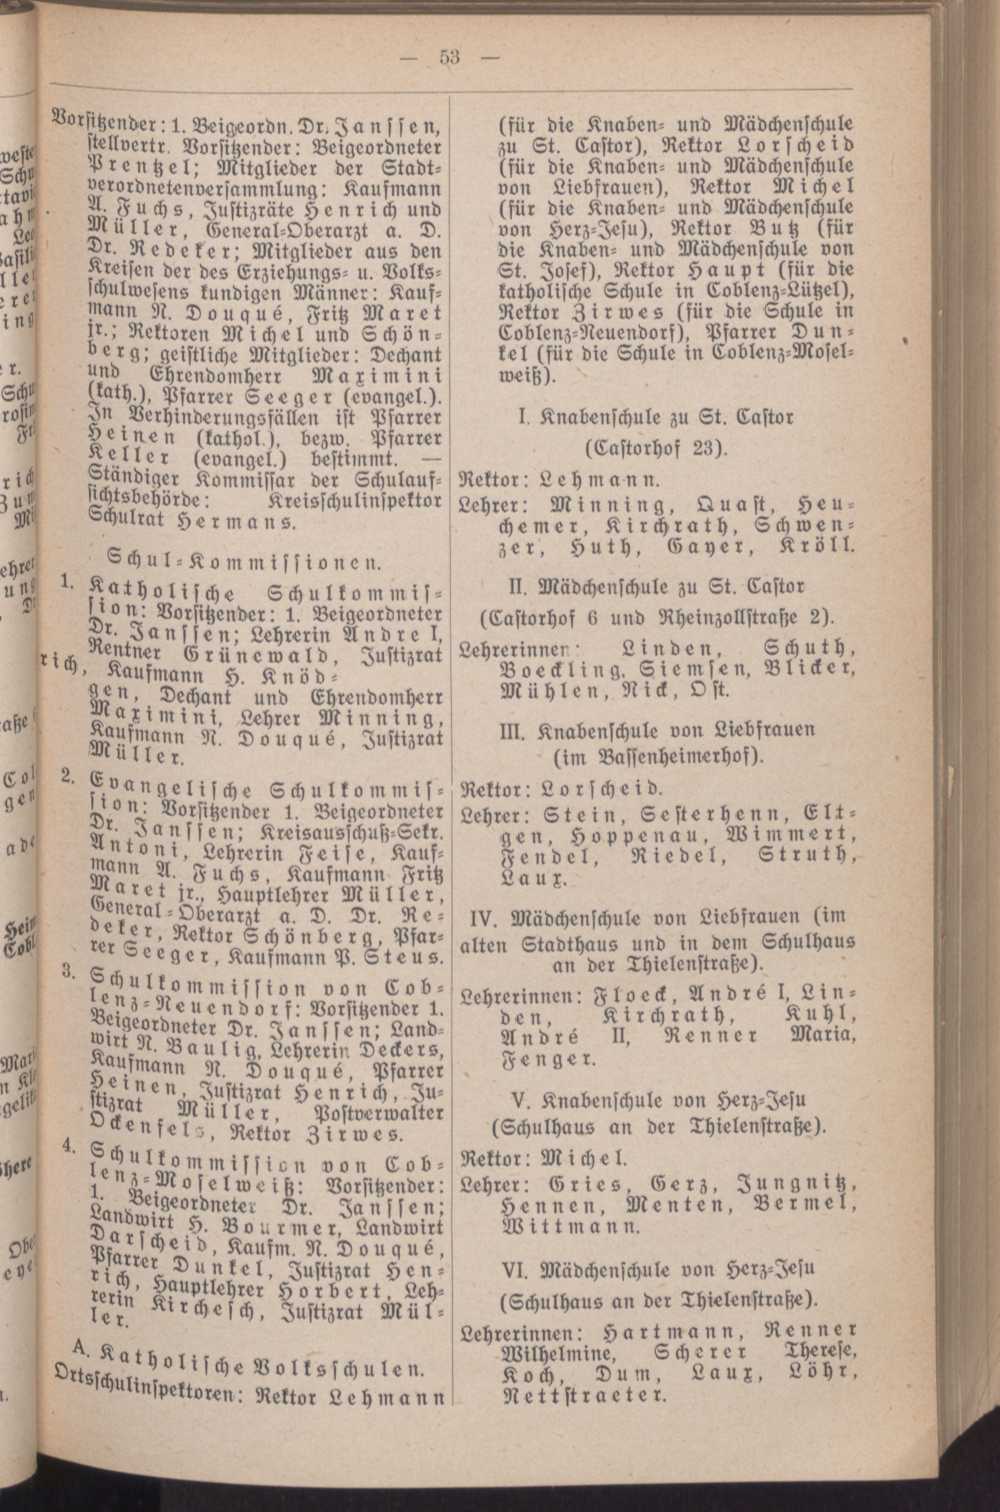 — 53 —
Vorsitzender: 1. Beigeordn. Dr. Janssen,
stellvertr. Vorsitzender: Beigeordneter
Prentzel; Mitglieder der Stadt-
verordnetenversammlung: Kaufmann
A. Fuchs, Justizräte Henrich und
Müller, General-Oberarzt a. D.
Dr. Redeker; Mitglieder aus den
Kreisen der des Erziehungs- u. Volks-
schulwesens kundigen Männer: Kauf-
mann N. Douqué, Fritz Maret
jr.; Rektoren Michel und Schön-
berg; geistliche Mitglieder: Dechant
und Ehrendomherr Maximini
(kath.), Pfarrer Seeger (evangel.).
In Verhinderungsfällen ist Pfarrer
Heinen (kathol.), bezw. Pfarrer
Keller (evangel.) bestimmt. —
Ständiger Kommissar der Schulauf-
sichtsbehörde: Kreisschulinspektor
Schulrat Hermans.
Schul-Kommissionen.
1. Katholische Schulkommis-
sion: Vorsitzender: 1. Beigeordneter
Dr. Janssen; Lehrerin Andre I,
Rentner Grünewald, Justizrat
rich, Kaufmann H. Knöd-
gen, Dechant und Ehrendomherr
Maximini, Lehrer Minning,
Kaufmann N. Douqué, Justizrat
Müller.
2. Evangelische Schulkommis-
sion: Vorsitzender 1. Beigeordneter
Dr. Janssen; Kreisausschuß-Sekr.
Antoni, Lehrerin Feise, Kauf-
mann A. Fuchs, Kaufmann Fritz
Maret jr., Hauptlehrer Müller,
General-Oberarzt a. D. Dr. Re-
deker, Rektor Schönberg, Pfar-
rer Seeger, Kaufmann P. Steus.
3. Schulkommission von Cob-
lenz-Neuendorf: Vorsitzender 1.
Beigeordneter Dr. Janssen; Land-
wirt N. Baulig, Lehrerin Deckers,
Kaufmann N. Douqué, Pfarrer
Heinen, Justizrat Henrich, Ju-
stizrat Müller, Postverwalter
Ockenfels, Rektor Zirwes.
4. Schulkommission von Cob-
lenz-Moselweiß: Vorsitzender:
1. Beigeordneter Dr. Janssen;
Landwirt H. Bourmer, Landwirt
Darscheid, Kaufm. N. Douqué,
Pfarrer Dunkel, Justizrat Hen-
rich, Hauptlehrer Horbert, Leh-
rerin Kirchesch, Justizrat Mül-
ler.
A. Katholische Volksschulen.
Ortsschulinspektoren: Rektor Lehmann
(für die Knaben- und Mädchenschule
zu St. Castor), Rektor Lorscheid
(für die Knaben- und Mädchenschule
von Liebfrauen), Rektor Michel
(für die Knaben- und Mädchenschule
von Herz-Jesu), Rektor Butz (für
die Knaben- und Mädchenschule von
St. Josef), Rektor Haupt (für die
katholische Schule in Coblenz-Lützel),
Rektor Zirwes (für die Schule in
Coblenz-Neuendorf), Pfarrer Dun-
kel (für die Schule in Coblenz-Mosel-
weiß).
I. Knabenschule zu St. Castor
(Castorhof 23).
Rektor: Lehmann.
Lehrer: Minning, Quast, Heu-
chemer, Kirchrath, Schwen-
zer, Huth, Gayer, Kröll.
II. Mädchenschule zu St. Castor
(Castorhof 6 und Rheinzollstraße 2).
Lehrerinnen: Linden, Schuth,
Boeckling, Siemsen, Blicker,
Mühlen, Nick, Ost.
III. Knabenschule von Liebfrauen
(im Bassenheimerhof).
Rektor: Lorscheid.
Lehrer: Stein, Sesterhenn, Elt-
gen, Hoppenau, Wimmert,
Fendel, Riedel, Struth,
Laux.
IV. Mädchenschule von Liebfrauen (im
alten Stadthaus und in dem Schulhaus
an der Thielenstraße).
Lehrerinnen: Floeck, André I, Lin-
den, Kirchrath, Kuhl,
André II, Renner Maria,
Fenger.
V. Knabenschule von Herz-Jesu
(Schulhaus an der Thielenstraße).
Rektor: Michel.
Lehrer: Gries, Gerz, Jungnitz,
Hennen, Menten, Bermel,
Wittmann.
VI. Mädchenschule von Herz-Jesu
(Schulhaus an der Thielenstraße).
Lehrerinnen: Hartmann, Renner
Wilhelmine, Scherer Therese,
Koch, Dum, Laux, Löhr,
Nettstraeter.